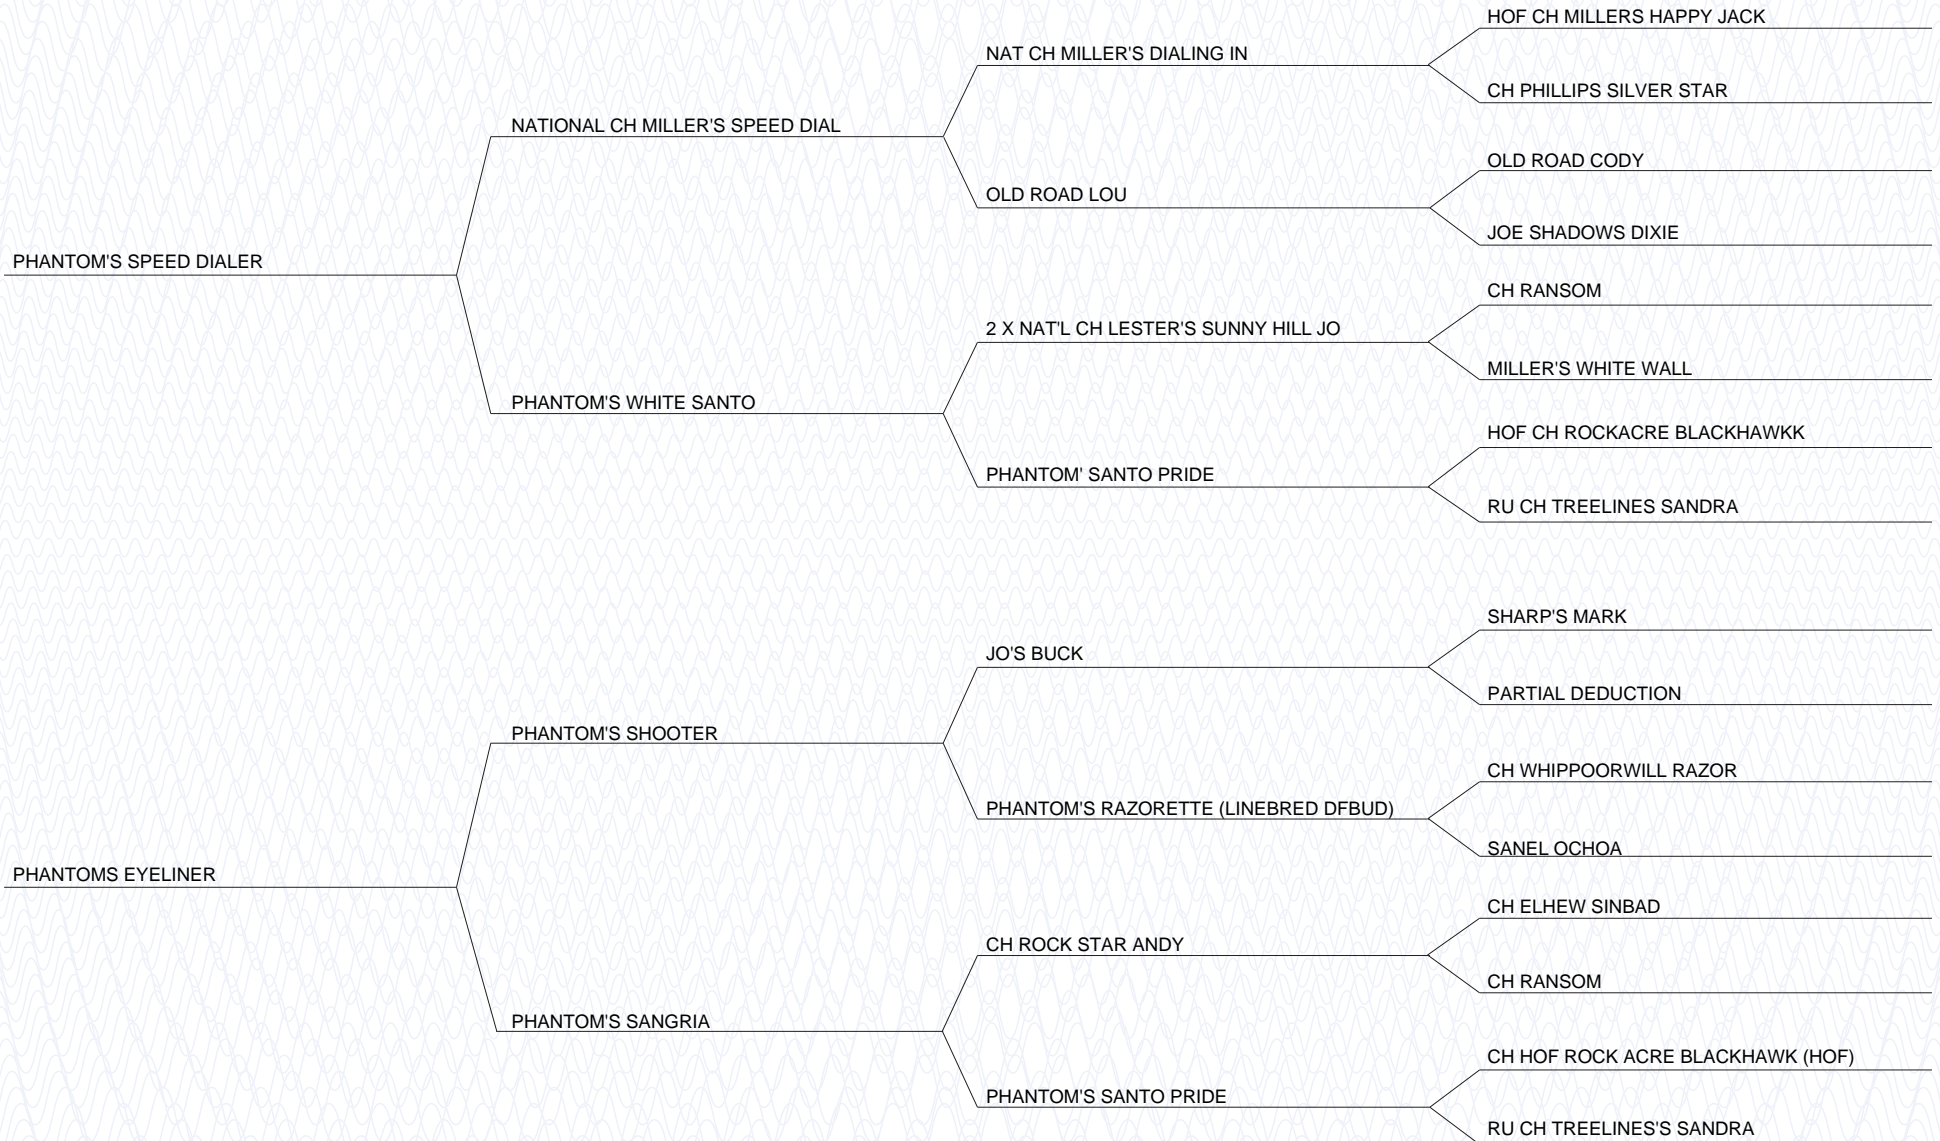 HOF CH MILLERS HAPPY JACK
NAT CH MILLER'S DIALING IN
CH PHILLIPS SILVER STAR
NATIONAL CH MILLER'S SPEED DIAL
OLD ROAD CODY
OLD ROAD LOU
JOE SHADOWS DIXIE
PHANTOM'S SPEED DIALER
CH RANSOM
2 X NAT'L CH LESTER'S SUNNY HILL JO
MILLER'S WHITE WALL
PHANTOM'S WHITE SANTO
HOF CH ROCKACRE BLACKHAWKK
PHANTOM' SANTO PRIDE
RU CH TREELINES SANDRA
SHARP'S MARK
JO'S BUCK
PARTIAL DEDUCTION
PHANTOM'S SHOOTER
CH WHIPPOORWILL RAZOR
PHANTOM'S RAZORETTE (LINEBRED DFBUD)
SANEL OCHOA
PHANTOMS EYELINER
CH ELHEW SINBAD
CH ROCK STAR ANDY
CH RANSOM
PHANTOM'S SANGRIA
CH HOF ROCK ACRE BLACKHAWK (HOF)
PHANTOM'S SANTO PRIDE
RU CH TREELINES'S SANDRA